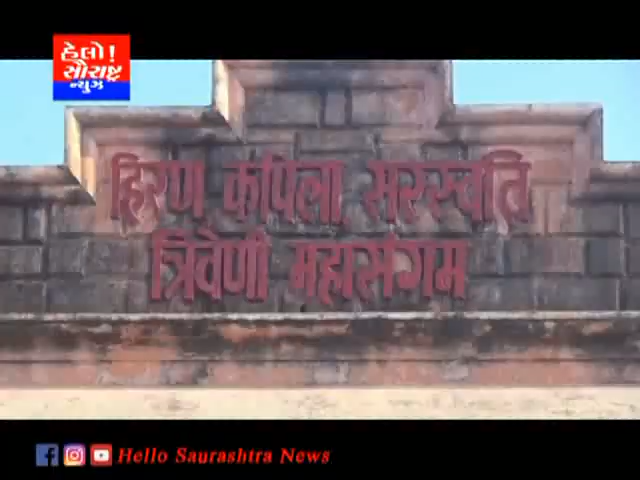 હેલો!
સૌરાષ્ટ્ર
ન્યુઝ
हिरण कपिला सरस्वति
त्रिवेणी महासंगम
Hello Saurashtra News